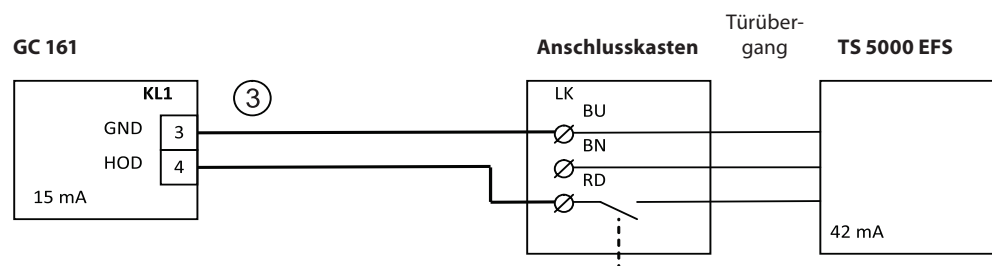 Türüber-
gang
GC 161
Anschlusskasten
TS 5000 EFS
KL1
3
LK
BU
GND 3
BN
HOD 4
RD
15 mA
42 mA